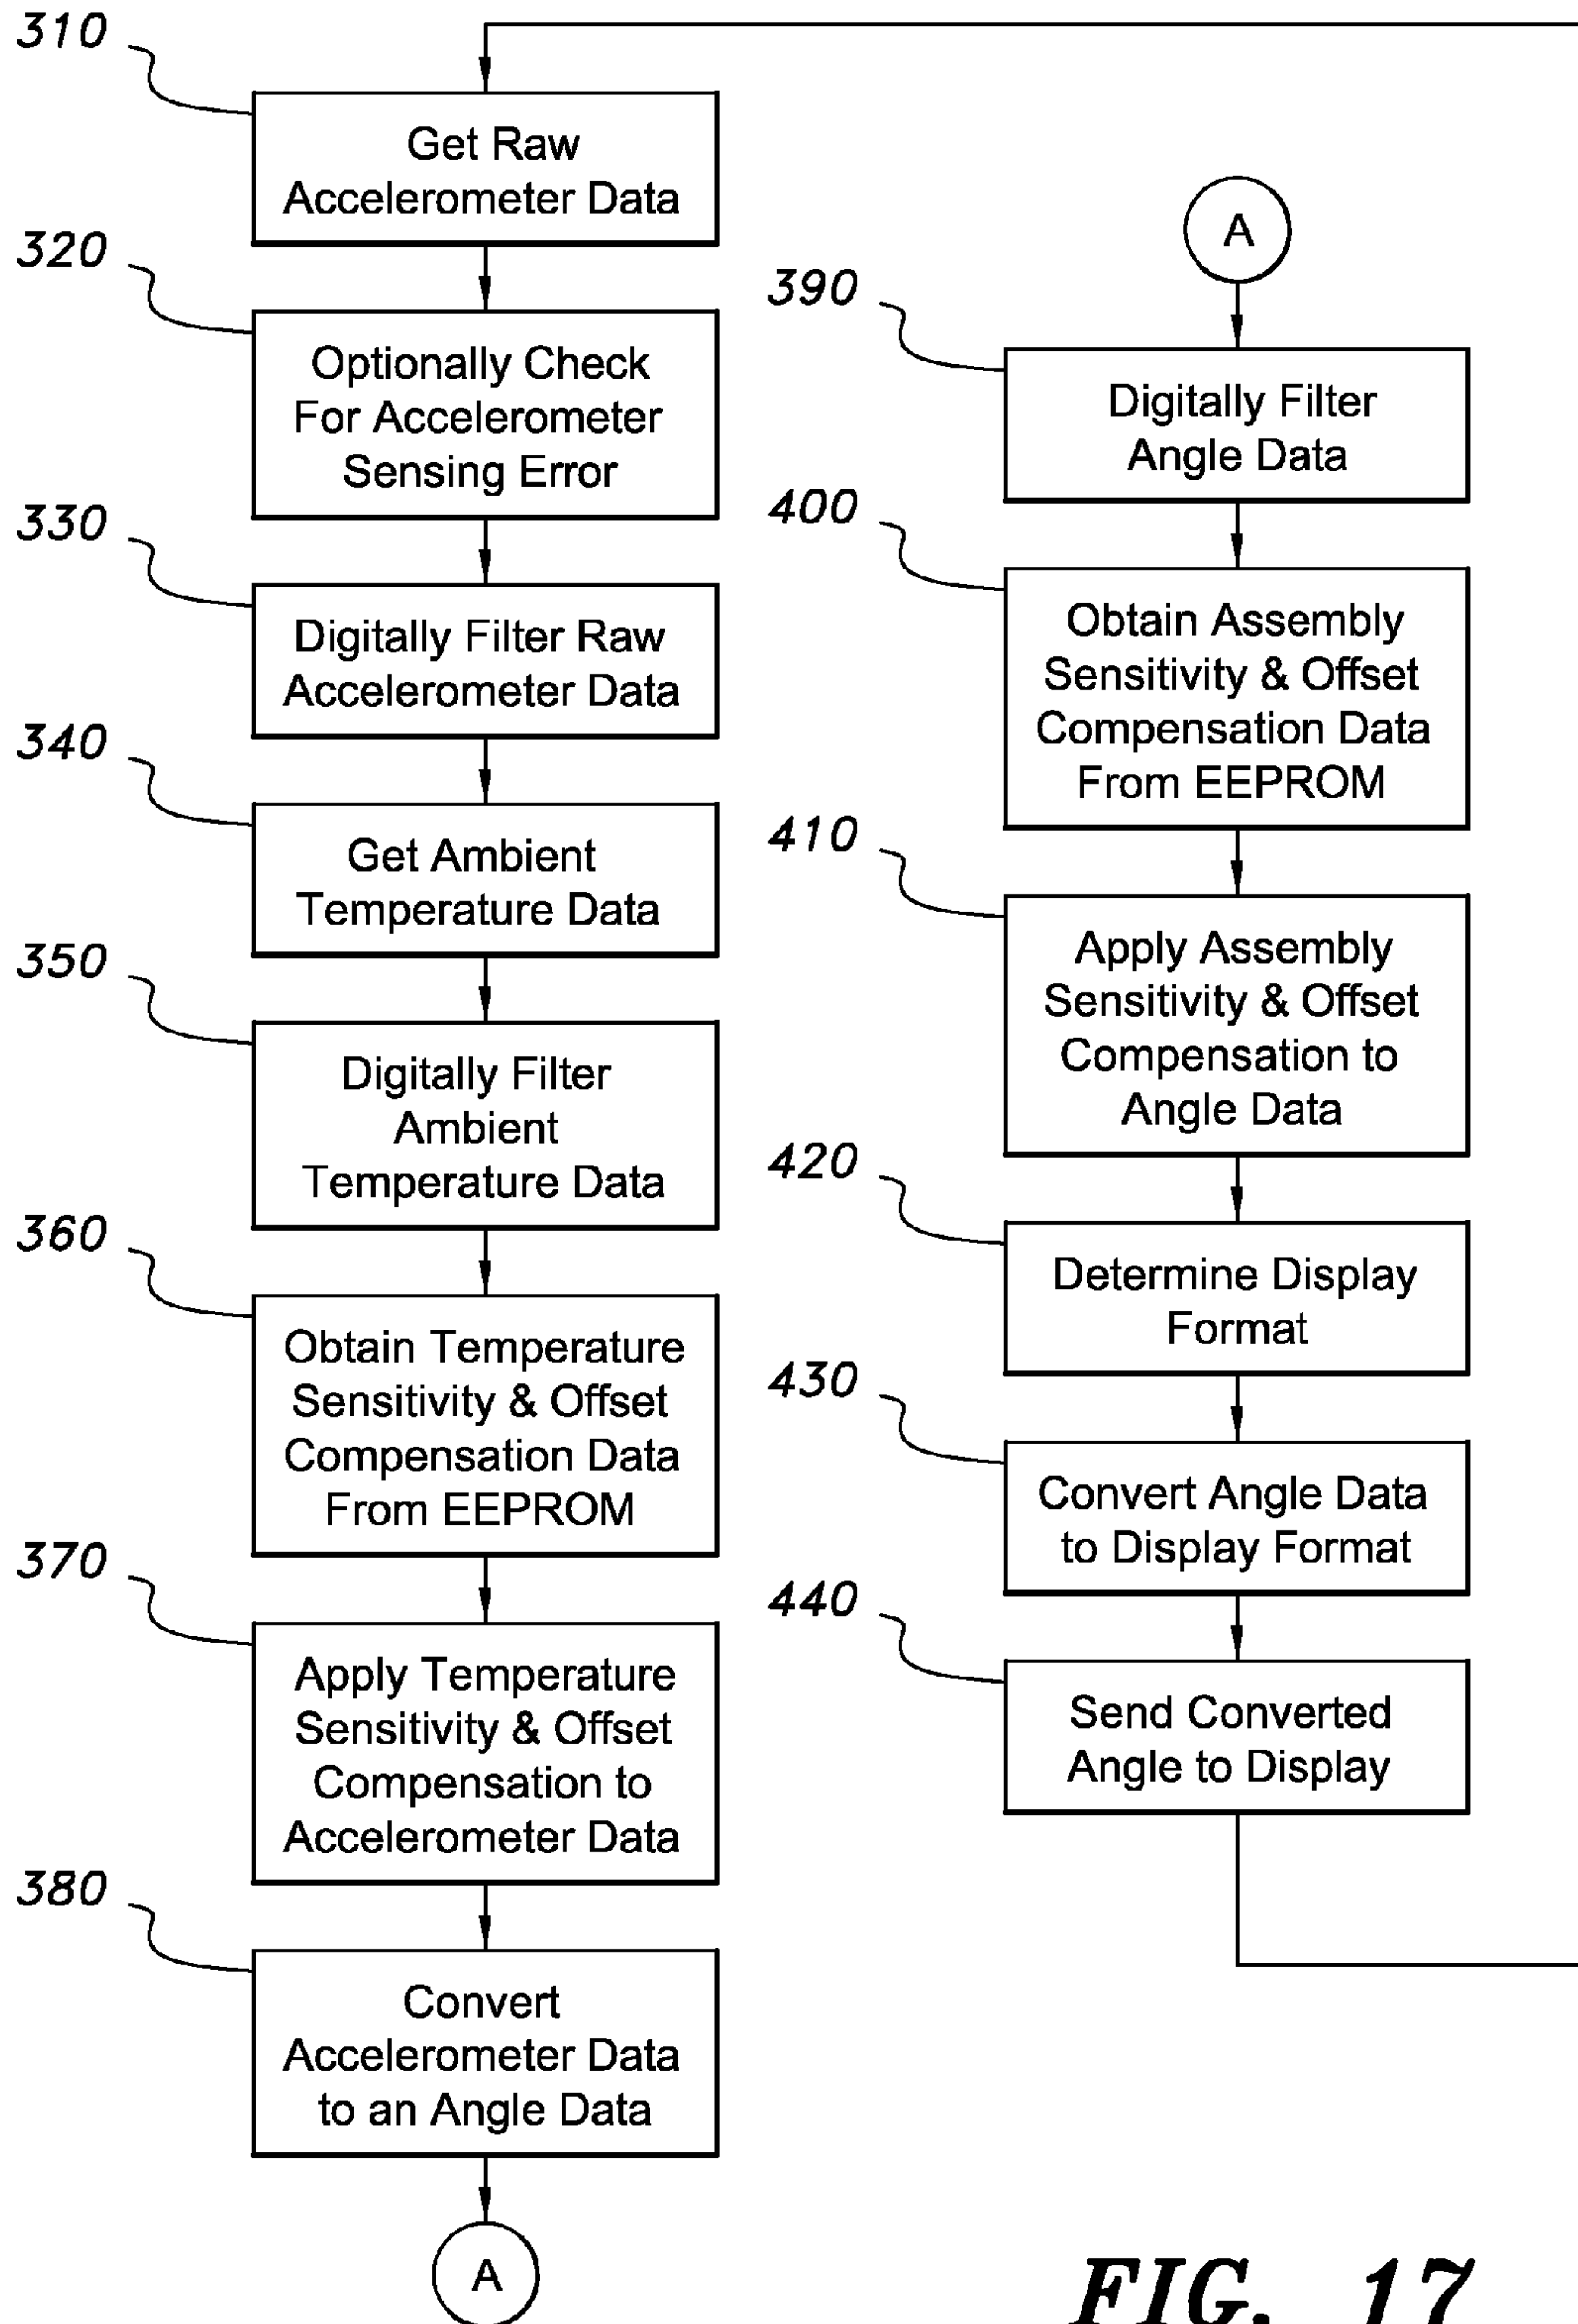 310
Get Raw
Accelerometer Data
320
Optionally Check
For Accelerometer
Sensing Error
330
Digitally Filter Raw
Accelerometer Data
340
Get Ambient
Temperature Data
350
Digitally Filter
Ambient
Temperature Data
360
Obtain Temperature
Sensitivity & Offset
Compensation Data
From EEPROM
370
Apply Temperature
Sensitivity & Offset
Compensation to
Accelerometer Data
380
Convert
Accelerometer Data
to an Angle Data
A
A
390
Digitally Filter
Angle Data
400
Obtain Assembly
Sensitivity & Offset
Compensation Data
From EEPROM
410
Apply Assembly
Sensitivity & Offset
Compensation to
Angle Data
420
Determine Display
Format
430
Convert Angle Data
to Display Format
440
Send Converted
Angle to Display
FIG. 17